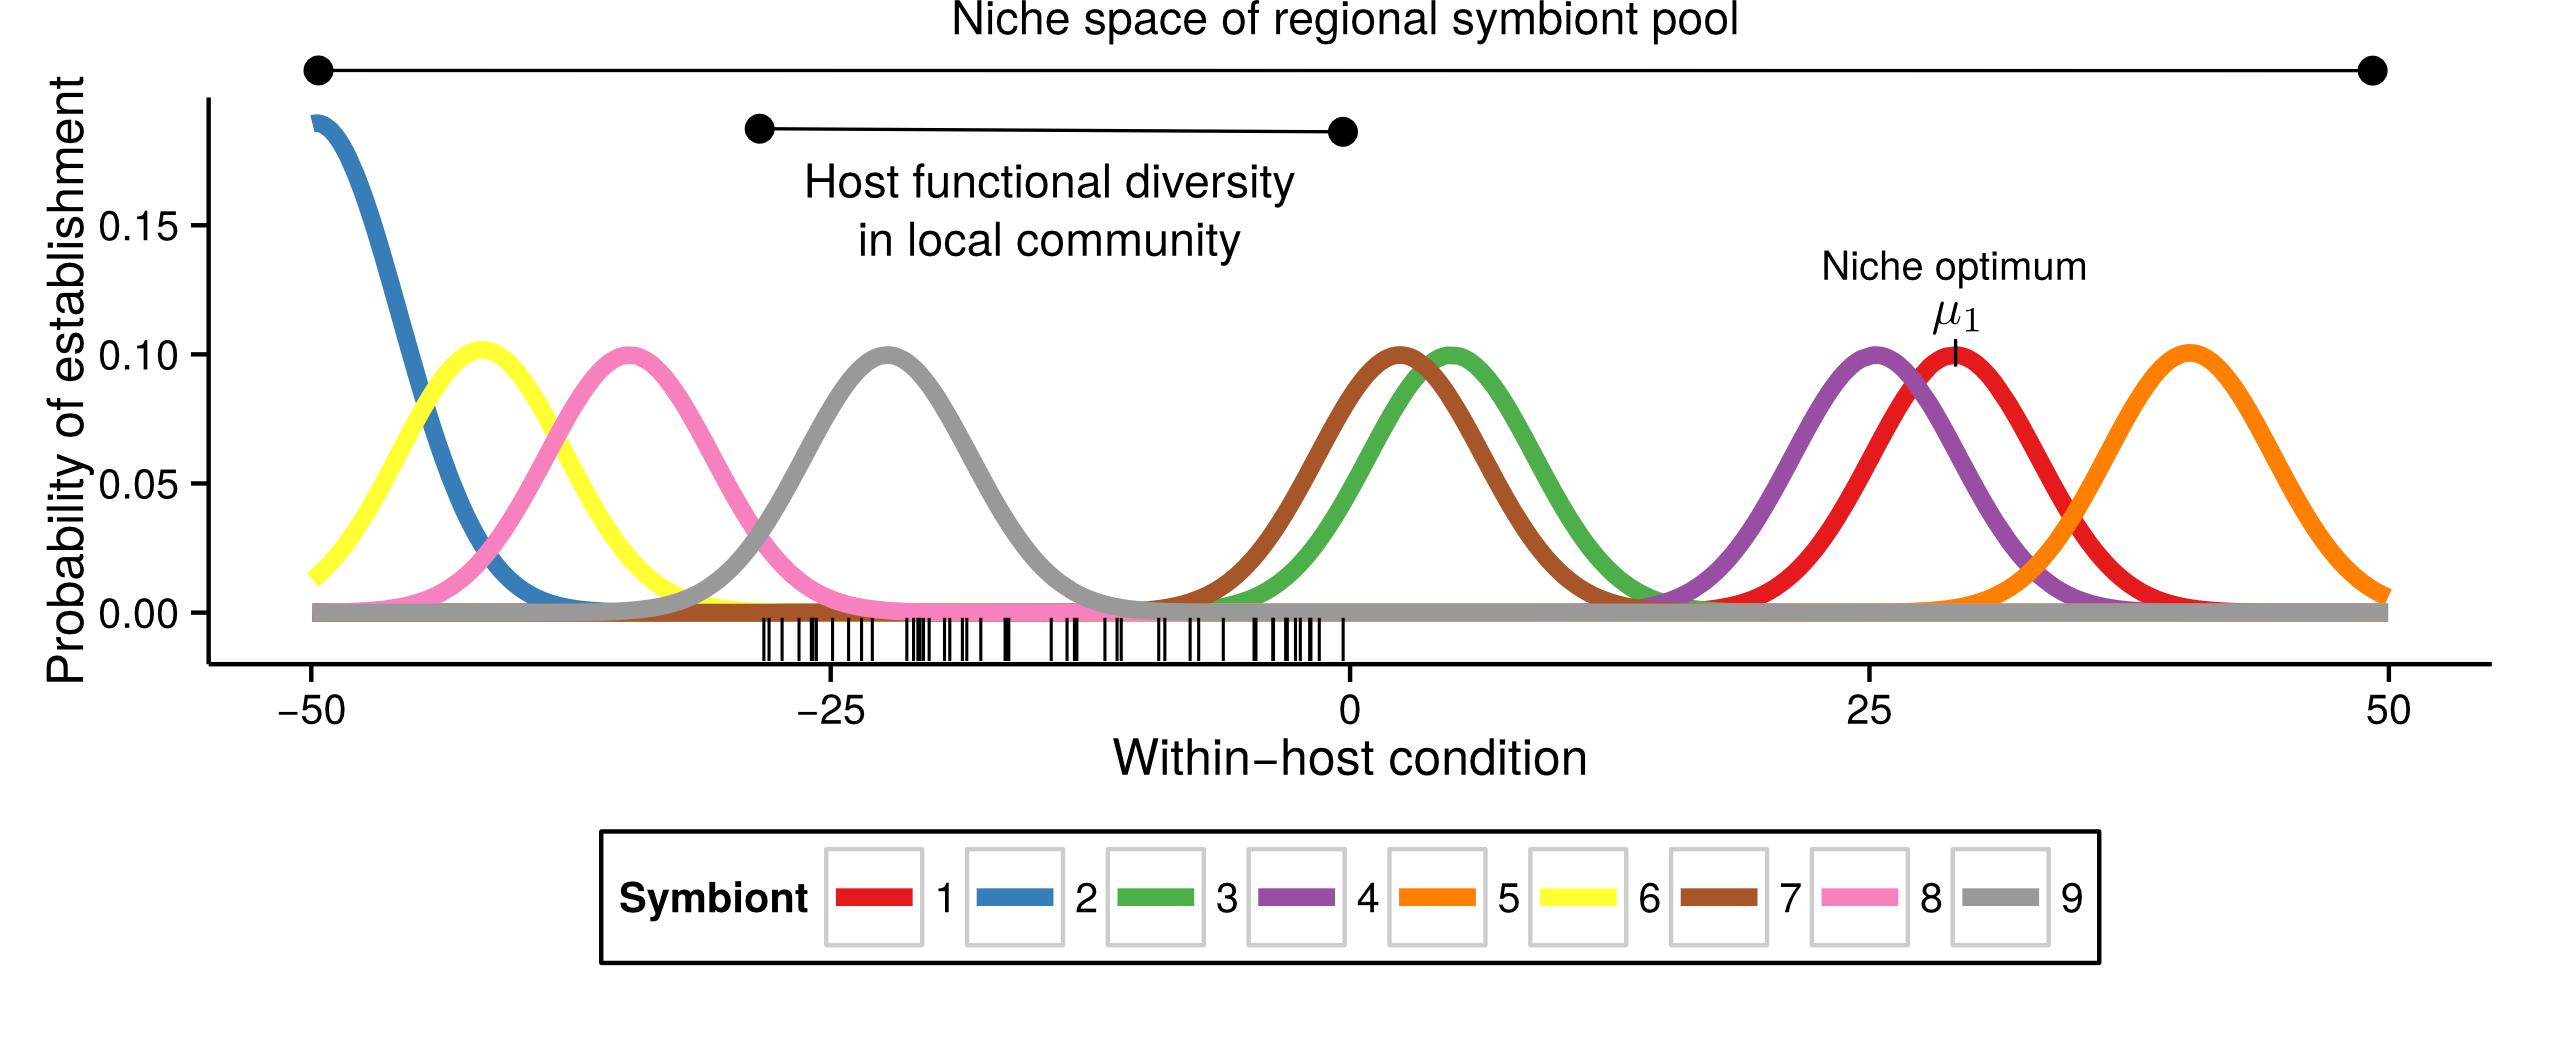 Niche space of regional symbiont pool
Host functional diversity
in local community
Niche optimum
μ1
Probability of establishment
0.15
0.10
0.05
0.00
−50
−25
0
25
50
Within−host condition
Symbiont 1 2 3 4 5 6 7 8 9